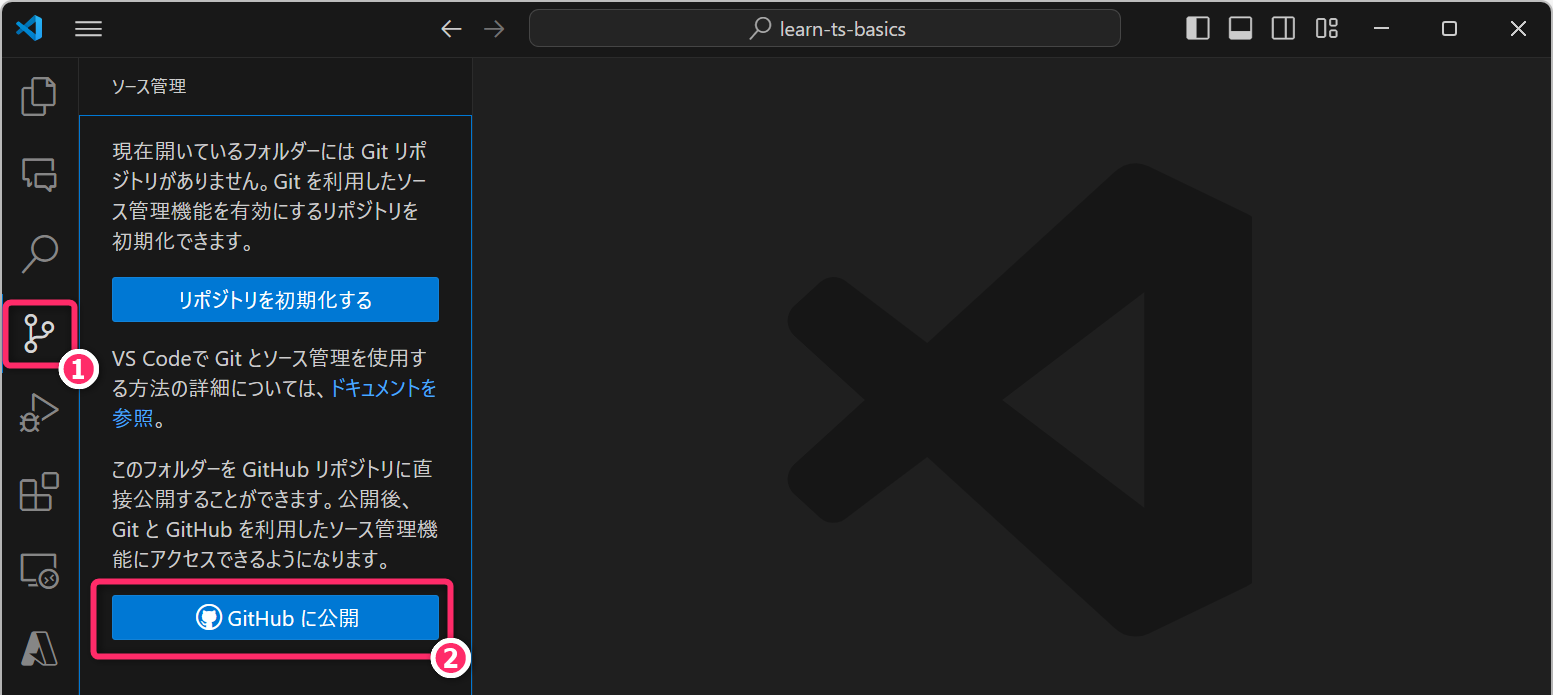 learn-ts-basics
ソース管理
現在開いているフォルダーには Git リポ
ジトリがありません。Git を利用したソー
ス管理機能を有効にするリポジトリを
初期化できます。
リポジトリを初期化する
1
VS Codeで Git とソース管理を使用す
る方法の詳細については、ドキュメントを
参照。
このフォルダーを GitHub リポジトリに直
接公開することができます。公開後、
Git と GitHub を利用したソース管理機
能にアクセスできるようになります。
GitHub に公開
2